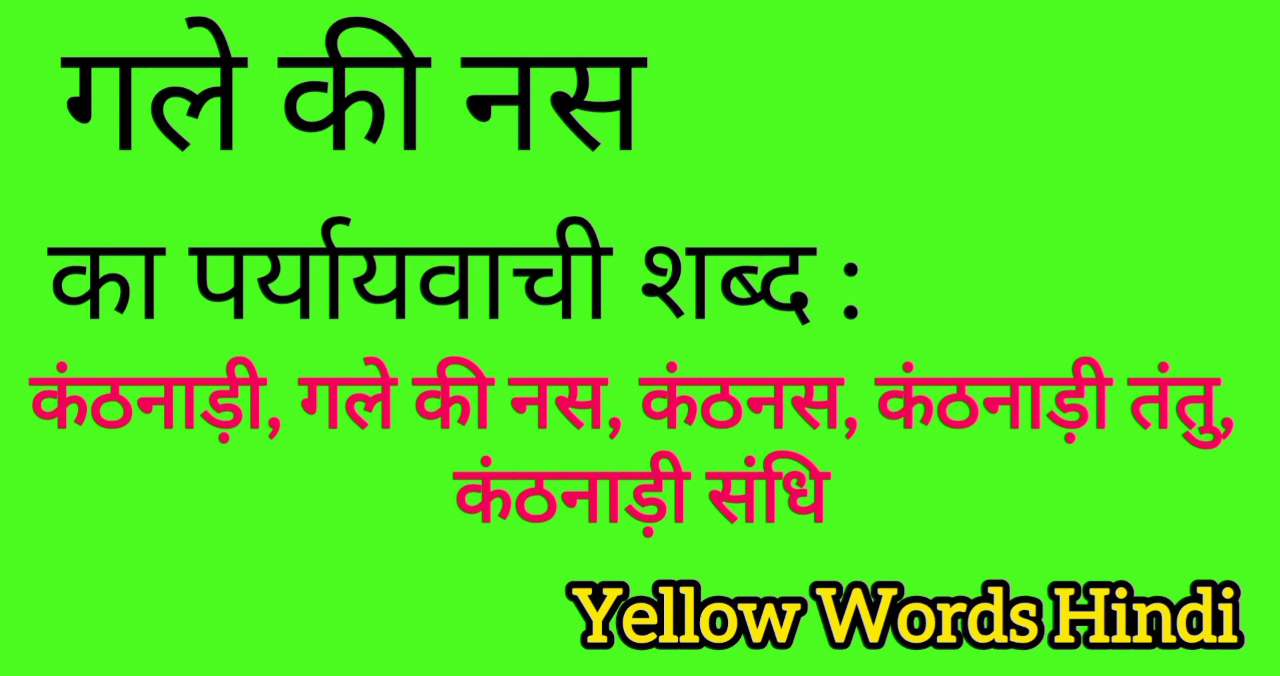 गले की नस
का पर्यायवाची शब्द :
कंठनाड़ी, गले की नस, कंठनस, कंठनाड़ी तंतु,
कंठनाड़ी संधि
Yellow Words Hindi